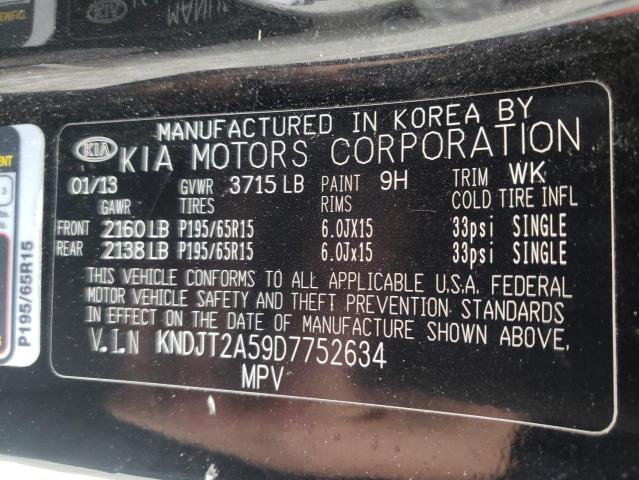 MANUFACTURED IN KOREA BY
KIA KIA MOTORS CORPORATION
01/13 GVWR 3715 LB PAINT 9H TRIM WK
GAWR TIRES RIMS COLD TIRE INFL
FRONT 2160 LB P195/65R15 6.0JX15 33psi SINGLE
REAR 2138 LB P195/65R15 6.0Jx15 33psi SINGLE
THIS VEHICLE CONFORMS TO ALL APPLICABLE U.S.A. FEDERAL
MOTOR VEHICLE SAFETY AND THEFT PREVENTION STANDARDS
IN EFFECT ON THE DATE OF MANUFACTURE SHOWN ABOVE.
V.I.N KNDJT2A59D7752634
MPV
P195/65R15